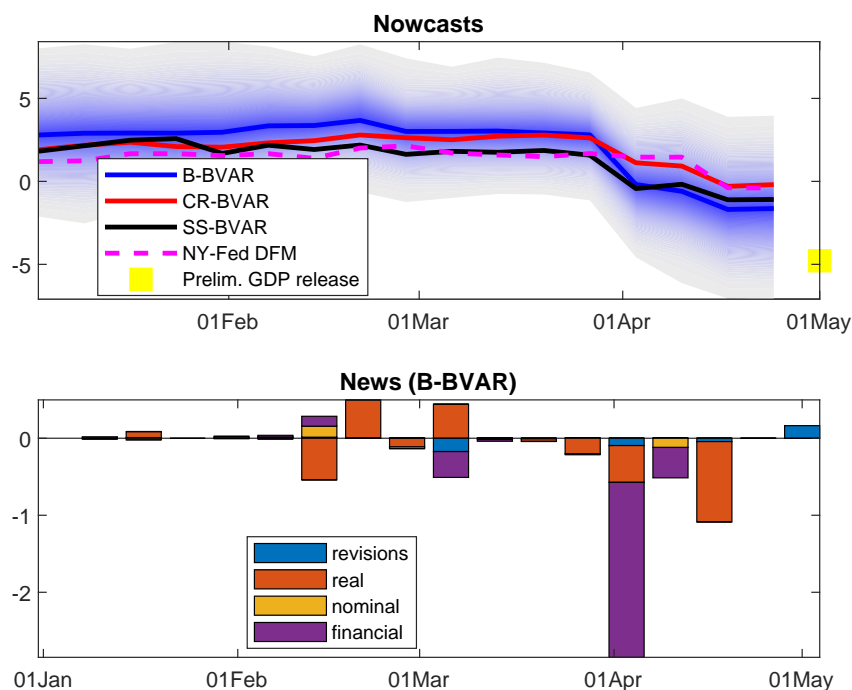 Nowcasts
5
0
-5
B-BVAR
CR-BVAR
SS-BVAR
NY-Fed DFM
Prelim. GDP release
01Feb
01Mar
01Apr
01May
News (B-BVAR)
0
-1
-2
revisions
real
nominal
financial
01Jan
01Feb
01Mar
01Apr
01May